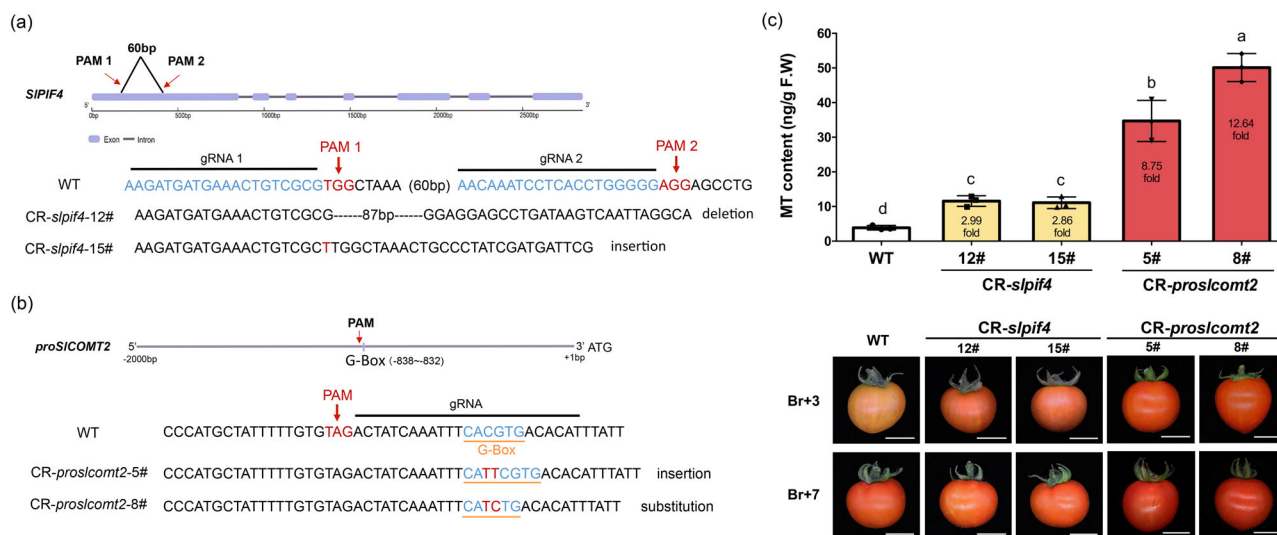 (a)
60bp
PAM 1
PAM 2
SlPIF4
5'
3'
0bp 500bp 1000bp 1500bp 2000bp 2500bp
Exon Intron
gRNA 1 PAM 1 gRNA 2 PAM 2
WT AAGATGATGAAACTGTCGCGTGGCTAAA (60bp) AACAAATCCTCACCTGGGGGAGGAGCCTG
CR-slpif4-12# AAGATGATGAAACTGTCGCG------87bp------GGAGGAGCCTGATAAGTCAATTAGGCA deletion
CR-slpif4-15# AAGATGATGAAACTGTCGCTTGGCTAAACTGCCCTATCGATGATTCG insertion
(b)
PAM
proSlCOMT2 5' 3' ATG
-2000bp G-Box (-838~-832) +1bp
PAM gRNA
WT CCCATGCTATTTTTGTGTAGACTATCAAATTTCACGTGACACATTTATT
G-Box
CR-proslcomt2-5# CCCATGCTATTTTTGTGTAGACTATCAAATTTCATTCGTGACACATTTATT insertion
CR-proslcomt2-8# CCCATGCTATTTTTGTGTAGACTATCAAATTTCATCTGACACATTTATT substitution
(c)
MT content (ng/g F.W)
60
50
40
30
20
10
0
d
c
c
b
a
2.99 fold
2.86 fold
8.75 fold
12.64 fold
WT 12# 15# 5# 8#
CR-slpif4 CR-proslcomt2
WT CR-slpif4 CR-proslcomt2
12# 15# 5# 8#
Br+3
Br+7